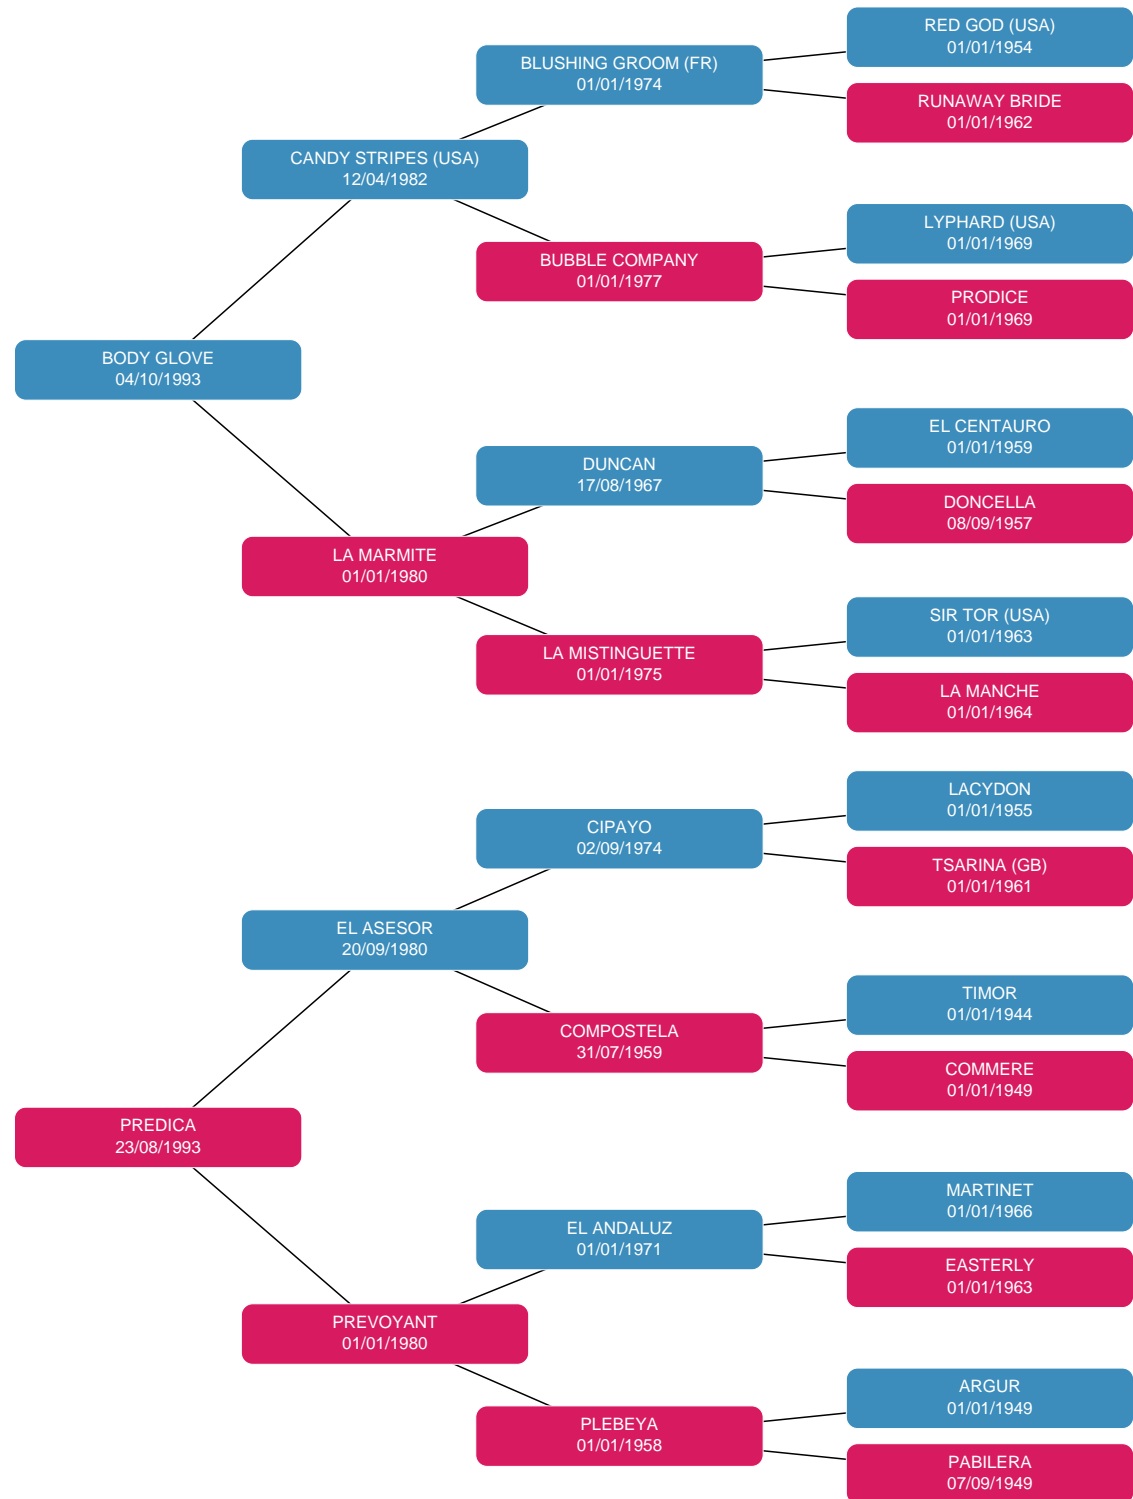 RED GOD (USA)
01/01/1954
BLUSHING GROOM (FR)
01/01/1974
RUNAWAY BRIDE
01/01/1962
CANDY STRIPES (USA)
12/04/1982
LYPHARD (USA)
01/01/1969
BUBBLE COMPANY
01/01/1977
PRODICE
01/01/1969
BODY GLOVE
04/10/1993
EL CENTAURO
01/01/1959
DUNCAN
17/08/1967
DONCELLA
08/09/1957
LA MARMITE
01/01/1980
SIR TOR (USA)
01/01/1963
LA MISTINGUETTE
01/01/1975
LA MANCHE
01/01/1964
LACYDON
01/01/1955
CIPAYO
02/09/1974
TSARINA (GB)
01/01/1961
EL ASESOR
20/09/1980
TIMOR
01/01/1944
COMPOSTELA
31/07/1959
COMMERE
01/01/1949
PREDICA
23/08/1993
MARTINET
01/01/1966
EL ANDALUZ
01/01/1971
EASTERLY
01/01/1963
PREVOYANT
01/01/1980
ARGUR
01/01/1949
PLEBEYA
01/01/1958
PABILERA
07/09/1949